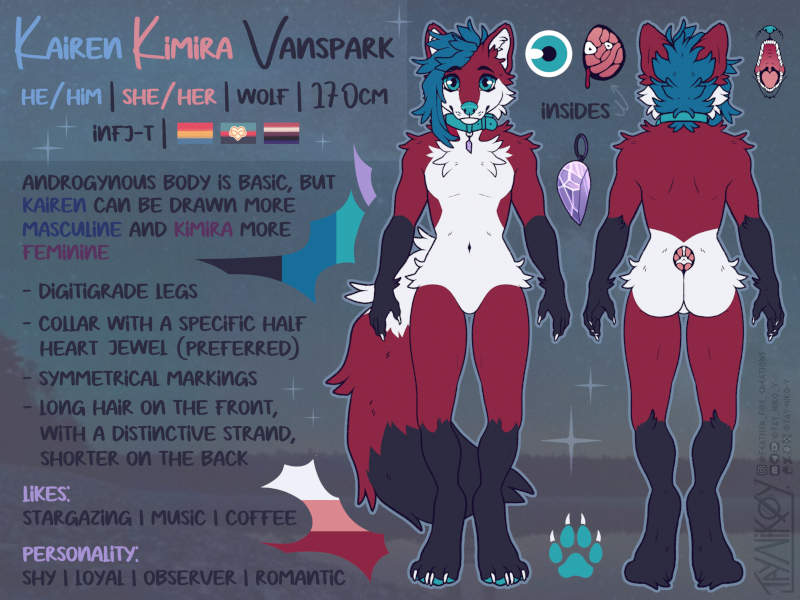 Kairen Kimira Vanspark
HE/HIM | SHE/HER | WOLF | 170CM
INFJ-T |
INSIDES
ANDROGYNOUS BODY IS BASIC, BUT
KAIREN CAN BE DRAWN MORE
MASCULINE AND KIMIRA MORE
FEMININE
- DIGITIGRADE LEGS
- COLLAR WITH A SPECIFIC HALF
HEART JEWEL (PREFERRED)
- SYMMETRICAL MARKINGS
- LONG HAIR ON THE FRONT,
WITH A DISTINCTIVE STRAND,
SHORTER ON THE BACK
LIKES:
STARGAZING | MUSIC | COFFEE
PERSONALITY:
SHY | LOYAL | OBSERVER | ROMANTIC
TAYNIKOY